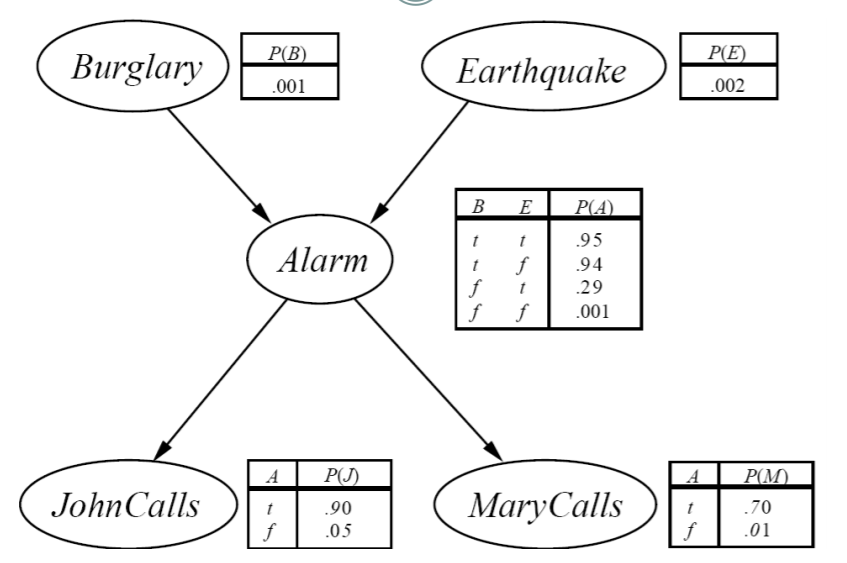 Burglary
P(B)
.001
Earthquake
P(E)
.002
Alarm
B E P(A)
t t .95
t f .94
f t .29
f f .001
JohnCalls
A P(J)
t .90
f .05
MaryCalls
A P(M)
t .70
f .01